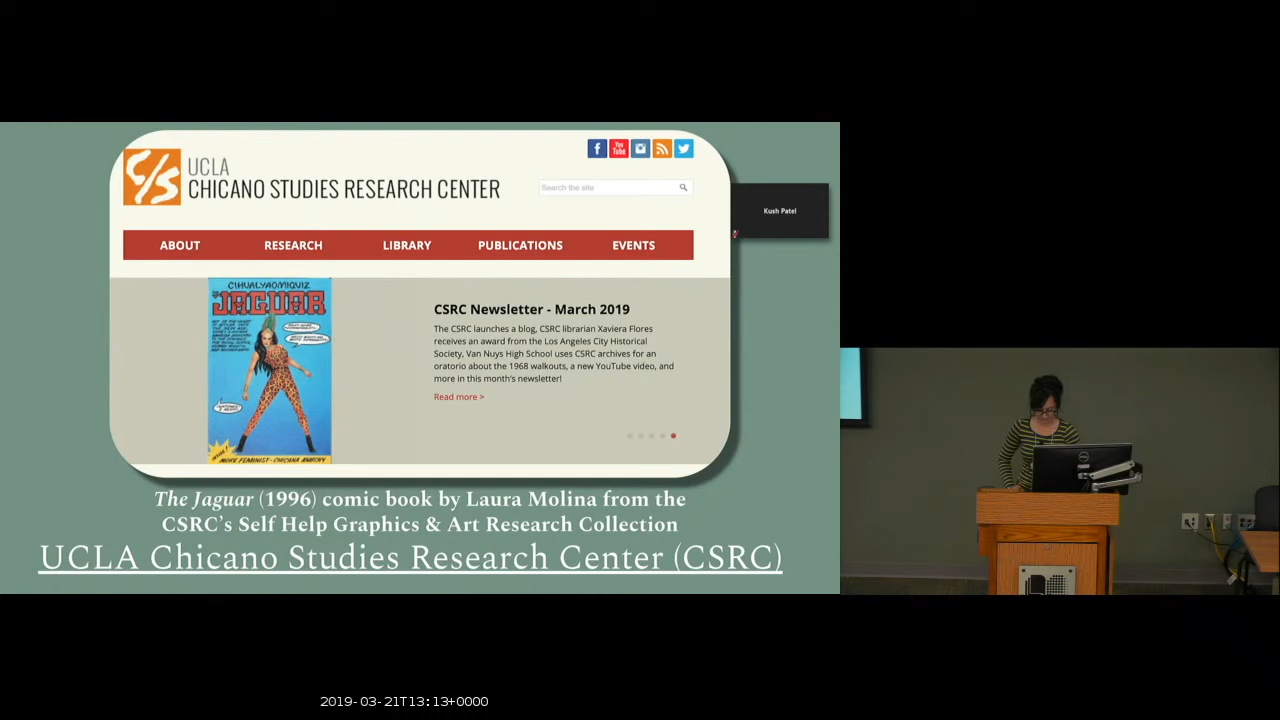 UCLA
CHICANO STUDIES RESEARCH CENTER
You
Tube
Search the site
Kush Patel
ABOUT RESEARCH LIBRARY PUBLICATIONS EVENTS
CIHUALYAOMIQUIZ
JAGUAR
MORE FEMINIST-CHICANA ANARCHY
CSRC Newsletter - March 2019
The CSRC launches a blog, CSRC librarian Xaviera Flores
receives an award from the Los Angeles City Historical
Society, Van Nuys High School uses CSRC archives for an
oratorio about the 1968 walkouts, a new YouTube video, and
more in this month's newsletter!
Read more >
The Jaguar (1996) comic book by Laura Molina from the
CSRC's Self Help Graphics & Art Research Collection
UCLA Chicano Studies Research Center (CSRC)
DELL
2019-03-21T13:13+0000